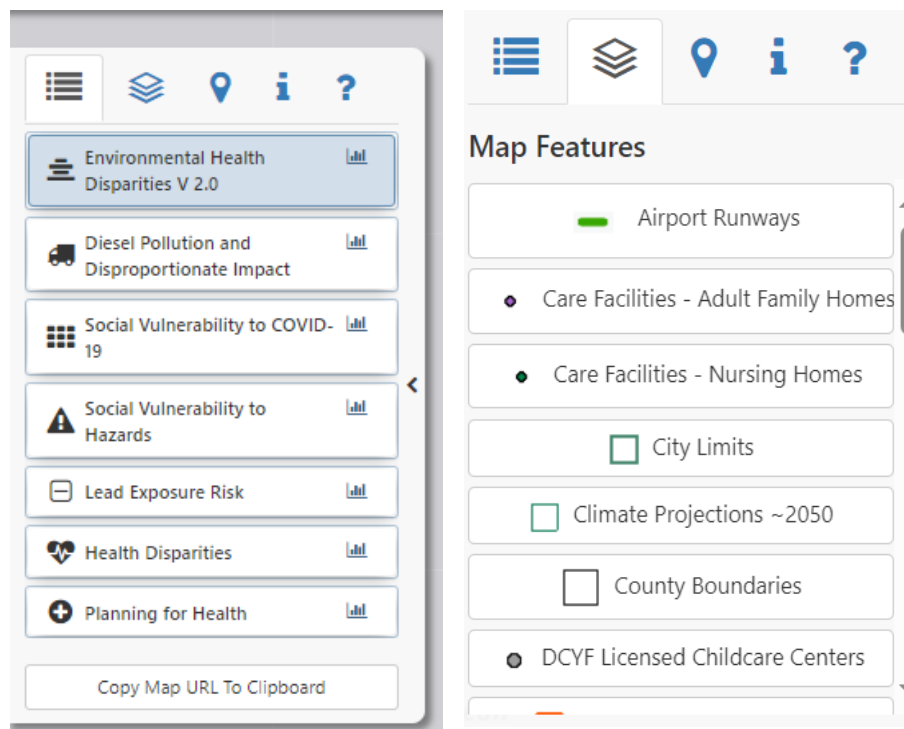 Environmental Health
Disparities V 2.0
Diesel Pollution and
Disproportionate Impact
Social Vulnerability to COVID-
19
Social Vulnerability to
Hazards
Lead Exposure Risk
Health Disparities
Planning for Health
Copy Map URL To Clipboard
Map Features
Airport Runways
Care Facilities - Adult Family Homes
Care Facilities - Nursing Homes
City Limits
Climate Projections ~2050
County Boundaries
DCYF Licensed Childcare Centers